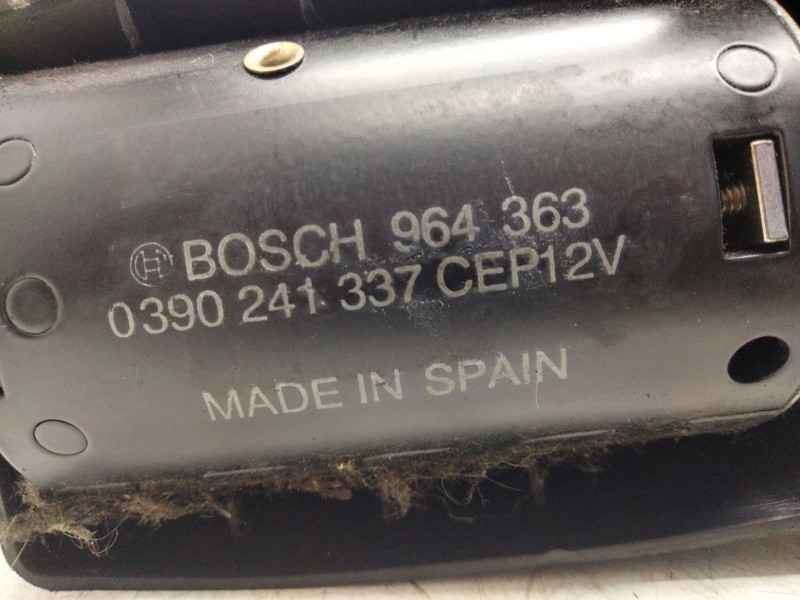 BOSCH 964 363
0390 241 337 CEP12V
MADE IN SPAIN